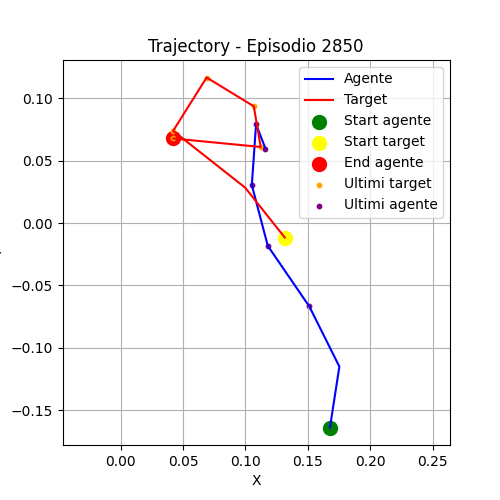 Trajectory - Episodio 2850
Agente
Target
Start agente
Start target
End agente
Ultimi target
Ultimi agente
0.10
0.05
0.00
−0.05
−0.10
−0.15
0.00 0.05 0.10 0.15 0.20 0.25
X